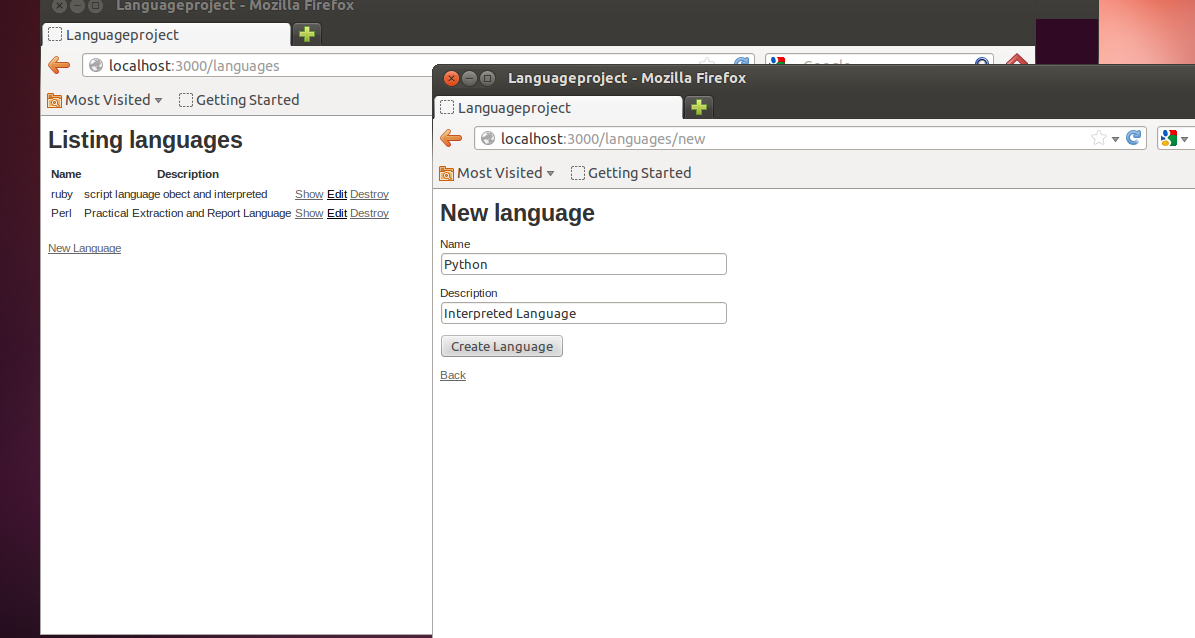 Languageproject - Mozilla Firefox
Languageproject
localhost:3000/languages
Most Visited
Getting Started
Listing languages
Name Description
ruby script language obect and interpreted Show Edit Destroy
Perl Practical Extraction and Report Language Show Edit Destroy
New Language
Languageproject - Mozilla Firefox
Languageproject
localhost:3000/languages/new
Most Visited
Getting Started
New language
Name
Python
Description
Interpreted Language
Create Language
Back